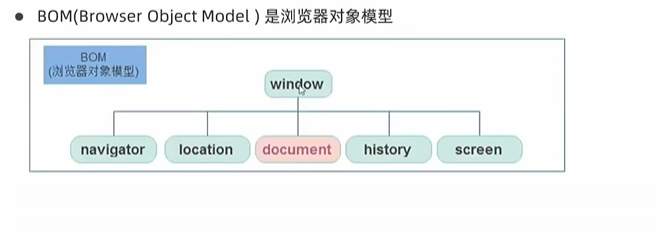 ● BOM(Browser Object Model ) 是浏览器对象模型
BOM
(浏览器对象模型)
window
navigator location document history screen